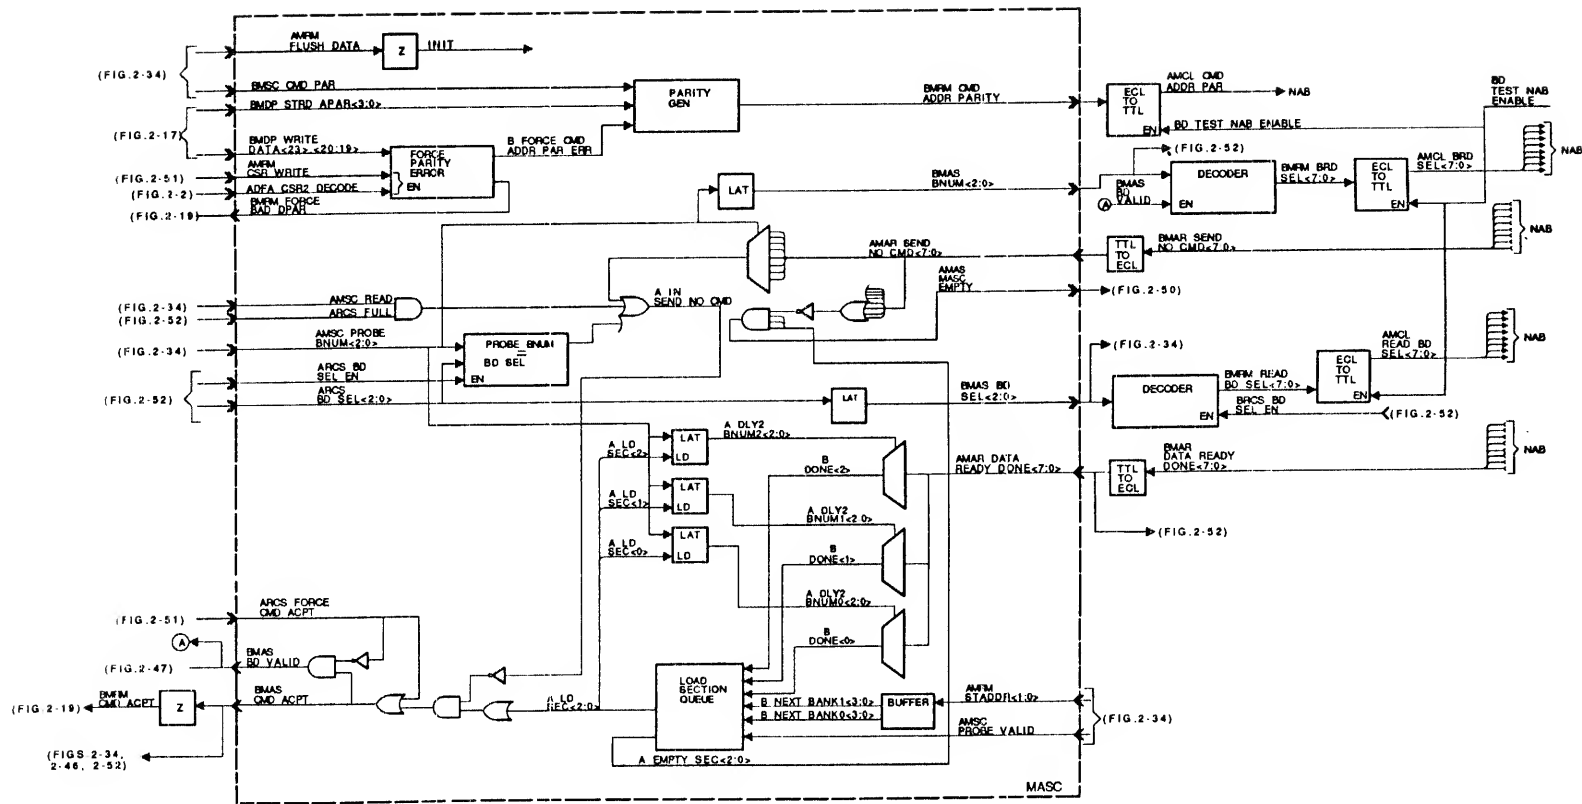 AMRM
FLUSH DATA
Z
INIT
(FIG.2-34)
BMSC CMD PAR
BMDP STRD APAR<3:0>
(FIG.2-17)
BMDP WRITE
DATA<23> <20:19>
AMRM
CSR WRITE
(FIG.2-51)
ADFA CSR2 DECODE
(FIG.2-2)
BMRM FORCE
BAD DPAR
(FIG.2-19)
FORCE
PARITY
ERROR
EN
B FORCE CMD
ADDR PAR ERR
PARITY
GEN
BMRM CMD
ADDR PARITY
ECL
TO
TTL
EN
AMCL CMD
ADDR PAR
NAB
BD
TEST NAB
ENABLE
BD TEST NAB ENABLE
(FIG.2-52)
LAT
BMAS
BNUM<2:0>
BMAS
BD
VALID
A
DECODER
EN
BMRM BRD
SEL<7:0>
ECL
TO
TTL
EN
AMCL BRD
SEL<7:0>
NAB
AMAR SEND
NO CMD<7:0>
TTL
TO
ECL
BMAR SEND
NO CMD<7:0>
NAB
AMAS
MASC
EMPTY
(FIG.2-50)
A IN
SEND NO CMD
AMSC READ
(FIG.2-34)
ARCS FULL
(FIG.2-52)
AMSC PROBE
BNUM<2:0>
(FIG.2-34)
PROBE BNUM
=
BD SEL
EN
ARCS BD
SEL EN
ARCS
BD SEL<2:0>
(FIG.2-52)
LAT
BMAS BD
SEL<2:0>
(FIG.2-34)
DECODER
EN
BMRM READ
BD SEL<7:0>
BRCS BD
SEL EN
(FIG.2-52)
ECL
TO
TTL
EN
AMCL
READ BD
SEL<7:0>
NAB
A LD
SEC<2>
LAT
LD
A DLY2
BNUM2<2:0>
B
DONE<2>
AMAR DATA
READY DONE<7:0>
TTL
TO
ECL
BMAR
DATA READY
DONE<7:0>
NAB
(FIG.2-52)
A LD
SEC<1>
LAT
LD
A DLY2
BNUM1<2:0>
B
DONE<1>
A LD
SEC<0>
LAT
LD
A DLY2
BNUM0<2:0>
B
DONE<0>
ARCS FORCE
CMD ACPT
(FIG.2-51)
A
BMAS
BD VALID
(FIG.2-47)
BMRM
CMD ACPT
(FIG.2-19)
Z
BMAS
CMD ACPT
(FIGS 2-34,
2-46, 2-52)
A LD
SEC<2:0>
LOAD
SECTION
QUEUE
B NEXT BANK1<3:0>
B NEXT BANK0<3:0>
BUFFER
AMRM
STADDR<1:0>
AMSC
PROBE VALID
(FIG.2-34)
A EMPTY SEC<2:0>
MASC